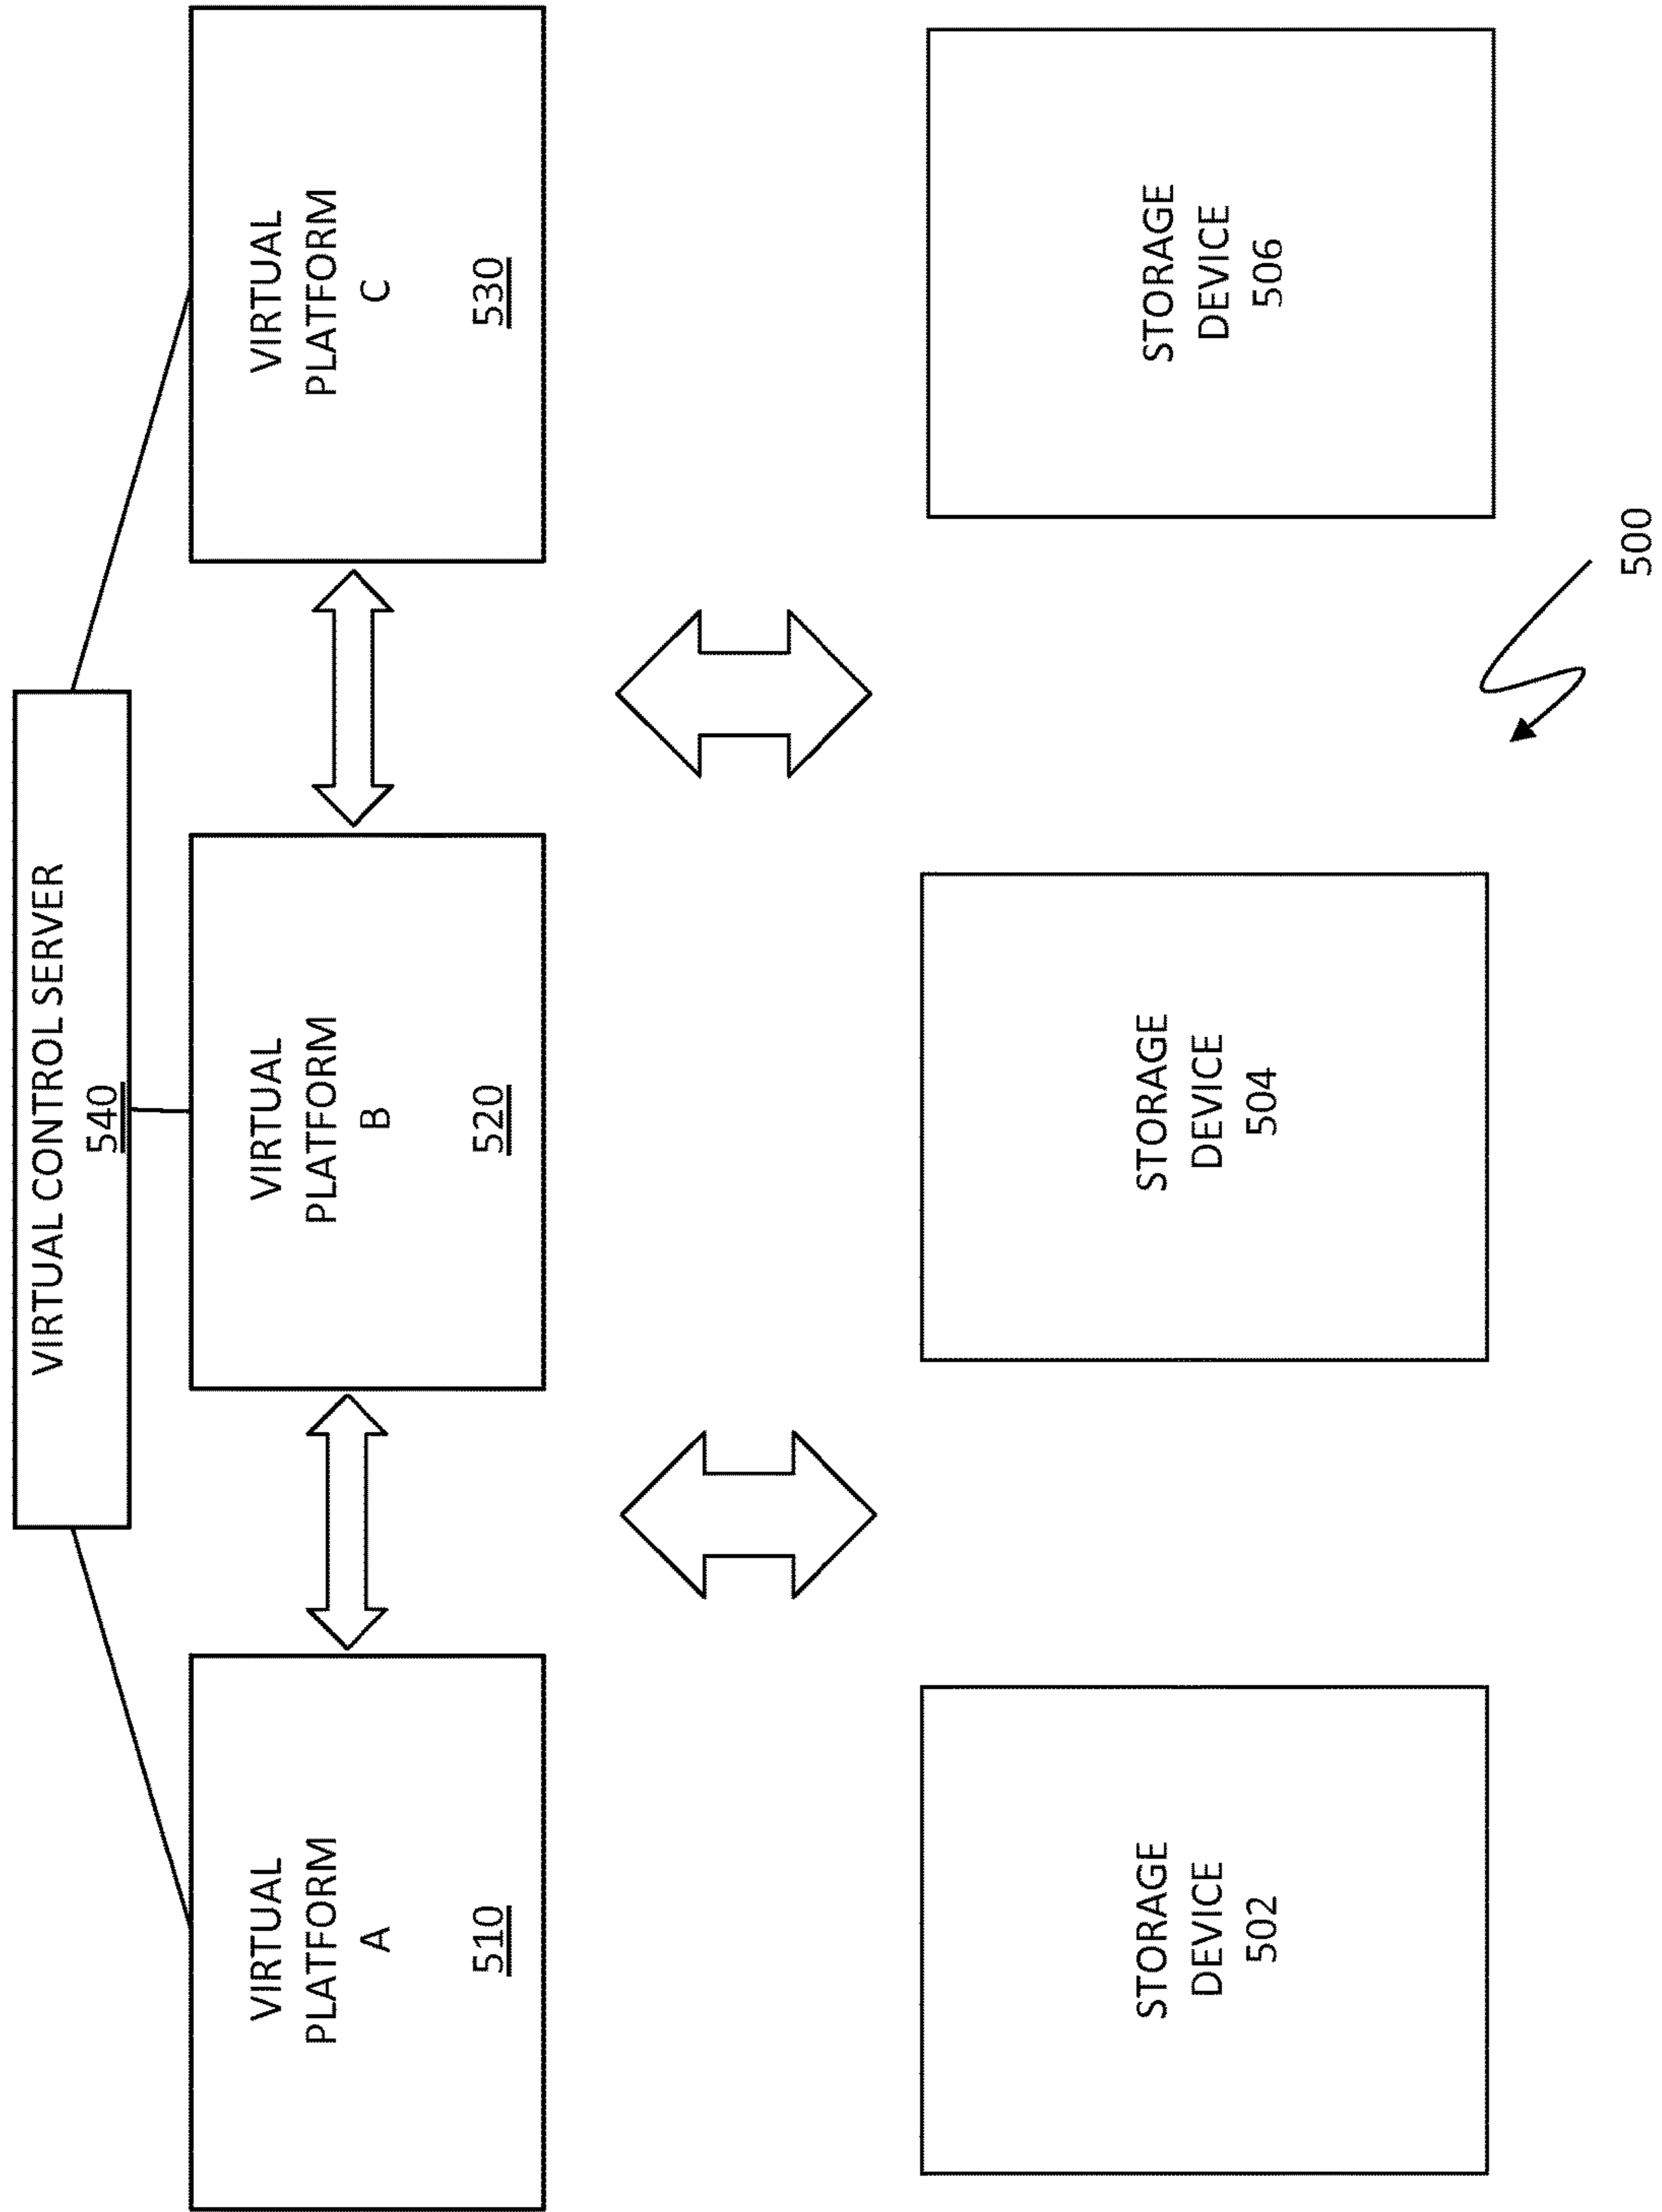 VIRTUAL CONTROL SERVER
540
VIRTUAL
PLATFORM
A
510
VIRTUAL
PLATFORM
B
520
VIRTUAL
PLATFORM
C
530
STORAGE
DEVICE
502
STORAGE
DEVICE
504
STORAGE
DEVICE
506
500